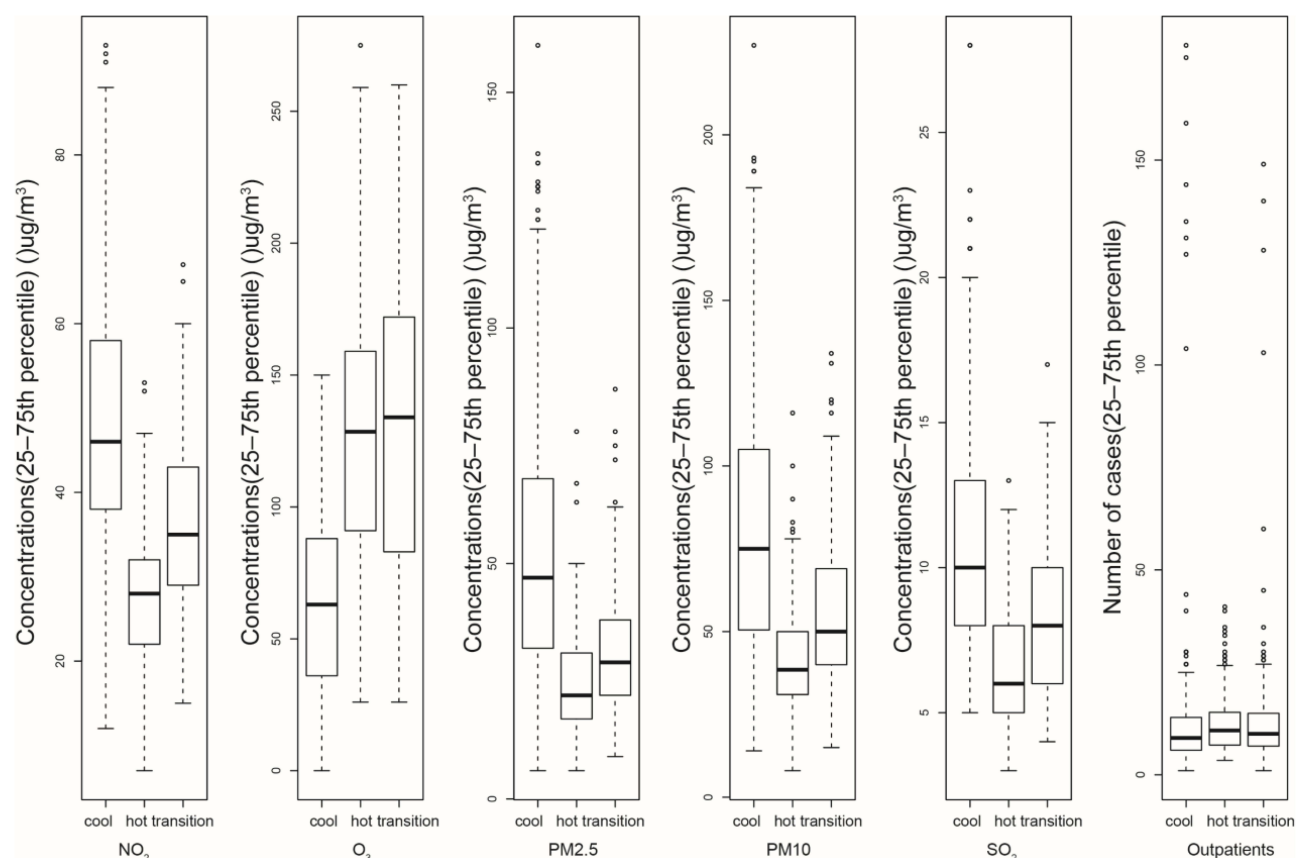 Concentrations(25–75th percentile) ()ug/m³)
20
40
60
80
cool
hot
transition
NO₂
Concentrations(25–75th percentile) ()ug/m³)
0
50
100
150
200
250
cool
hot
transition
O₃
Concentrations(25–75th percentile) ()ug/m³)
0
50
100
150
cool
hot
transition
PM2.5
Concentrations(25–75th percentile) ()ug/m³)
0
50
100
150
200
cool
hot
transition
PM10
Concentrations(25–75th percentile) ()ug/m³)
5
10
15
20
25
cool
hot
transition
SO₂
Number of cases(25–75th percentile)
0
50
100
150
cool
hot
transition
Outpatients